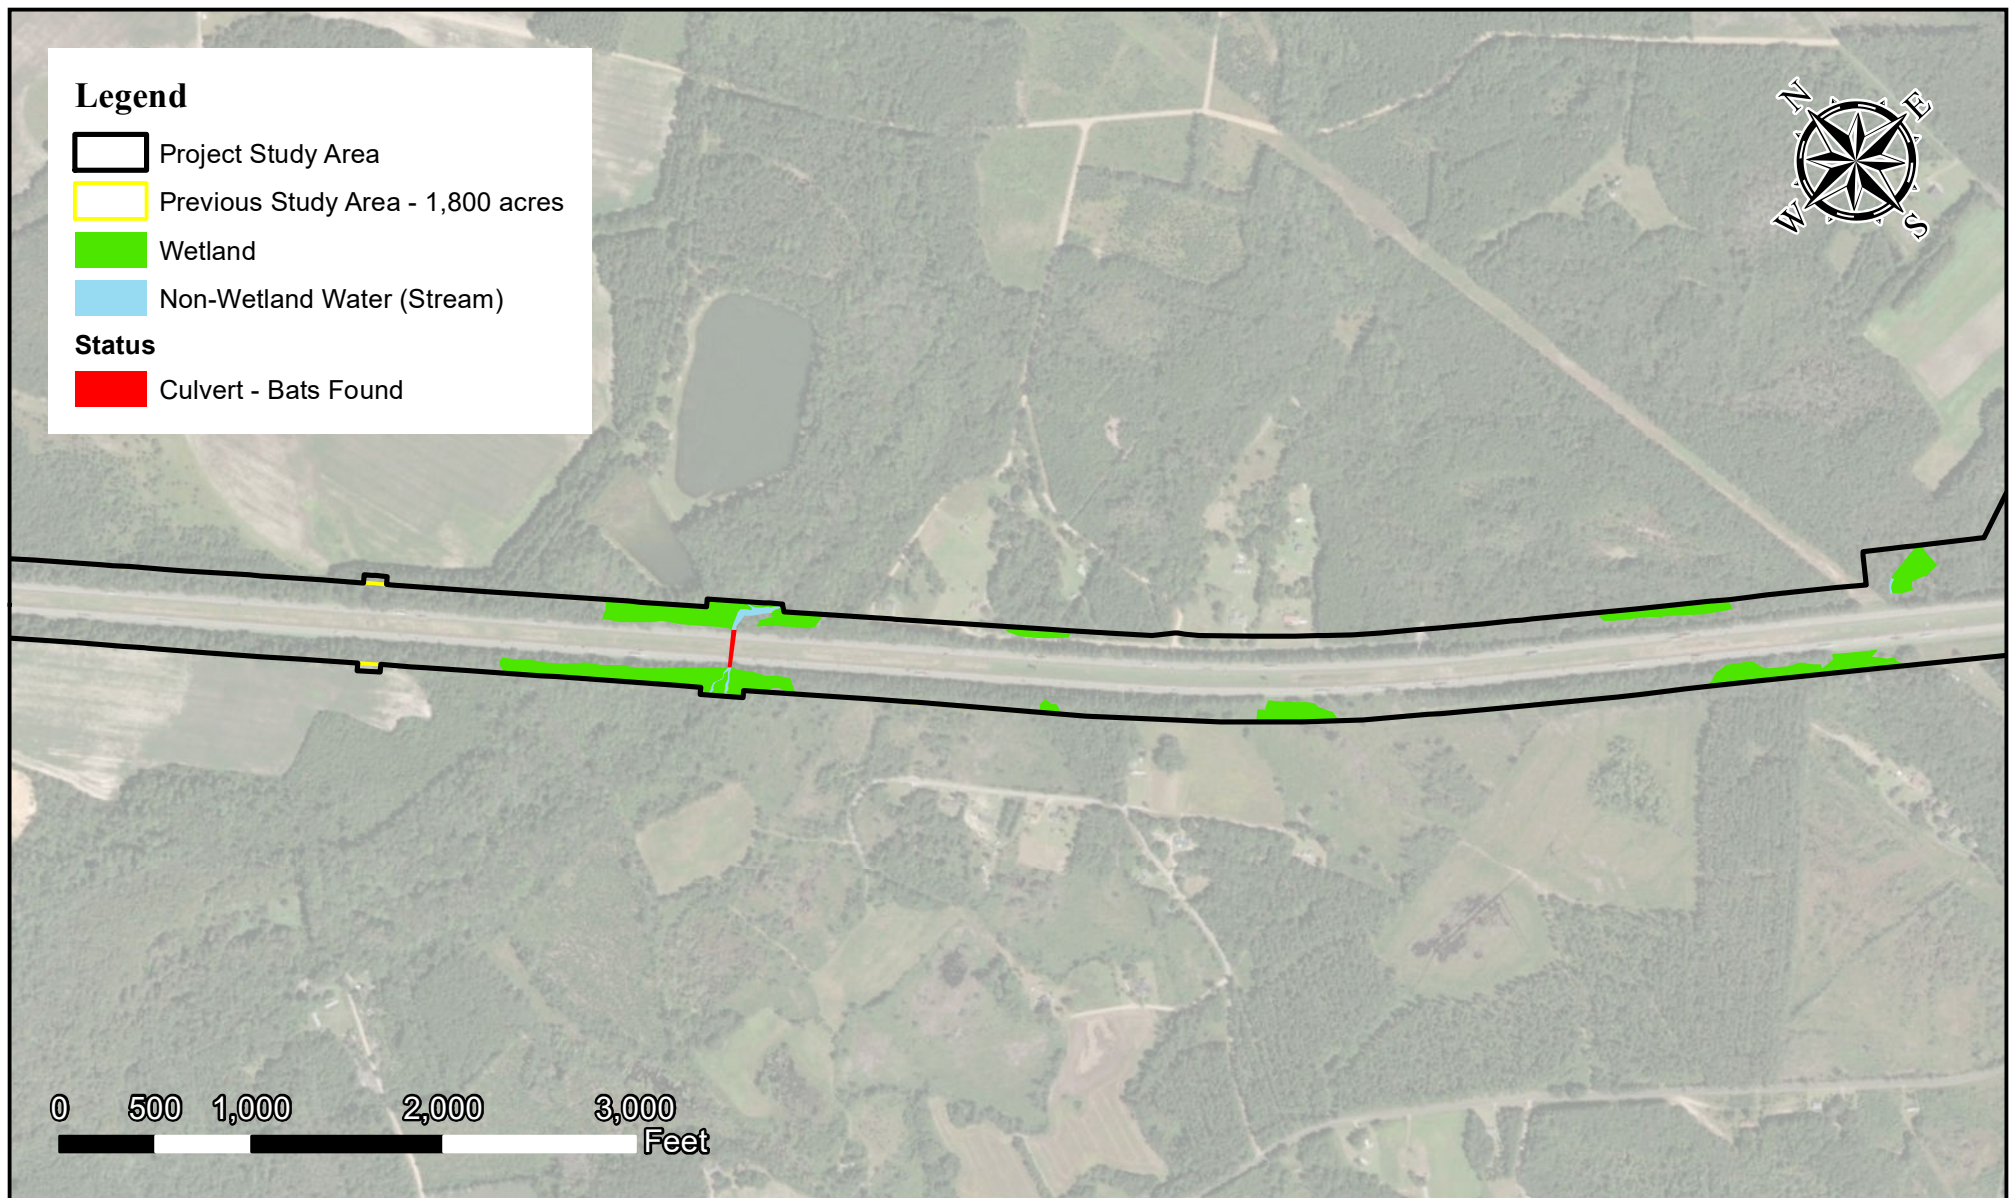 Legend
Project Study Area
Previous Study Area - 1,800 acres
Wetland
Non-Wetland Water (Stream)
Status
Culvert - Bats Found
N
E
W
S
0 500 1,000 2,000 3,000
Feet